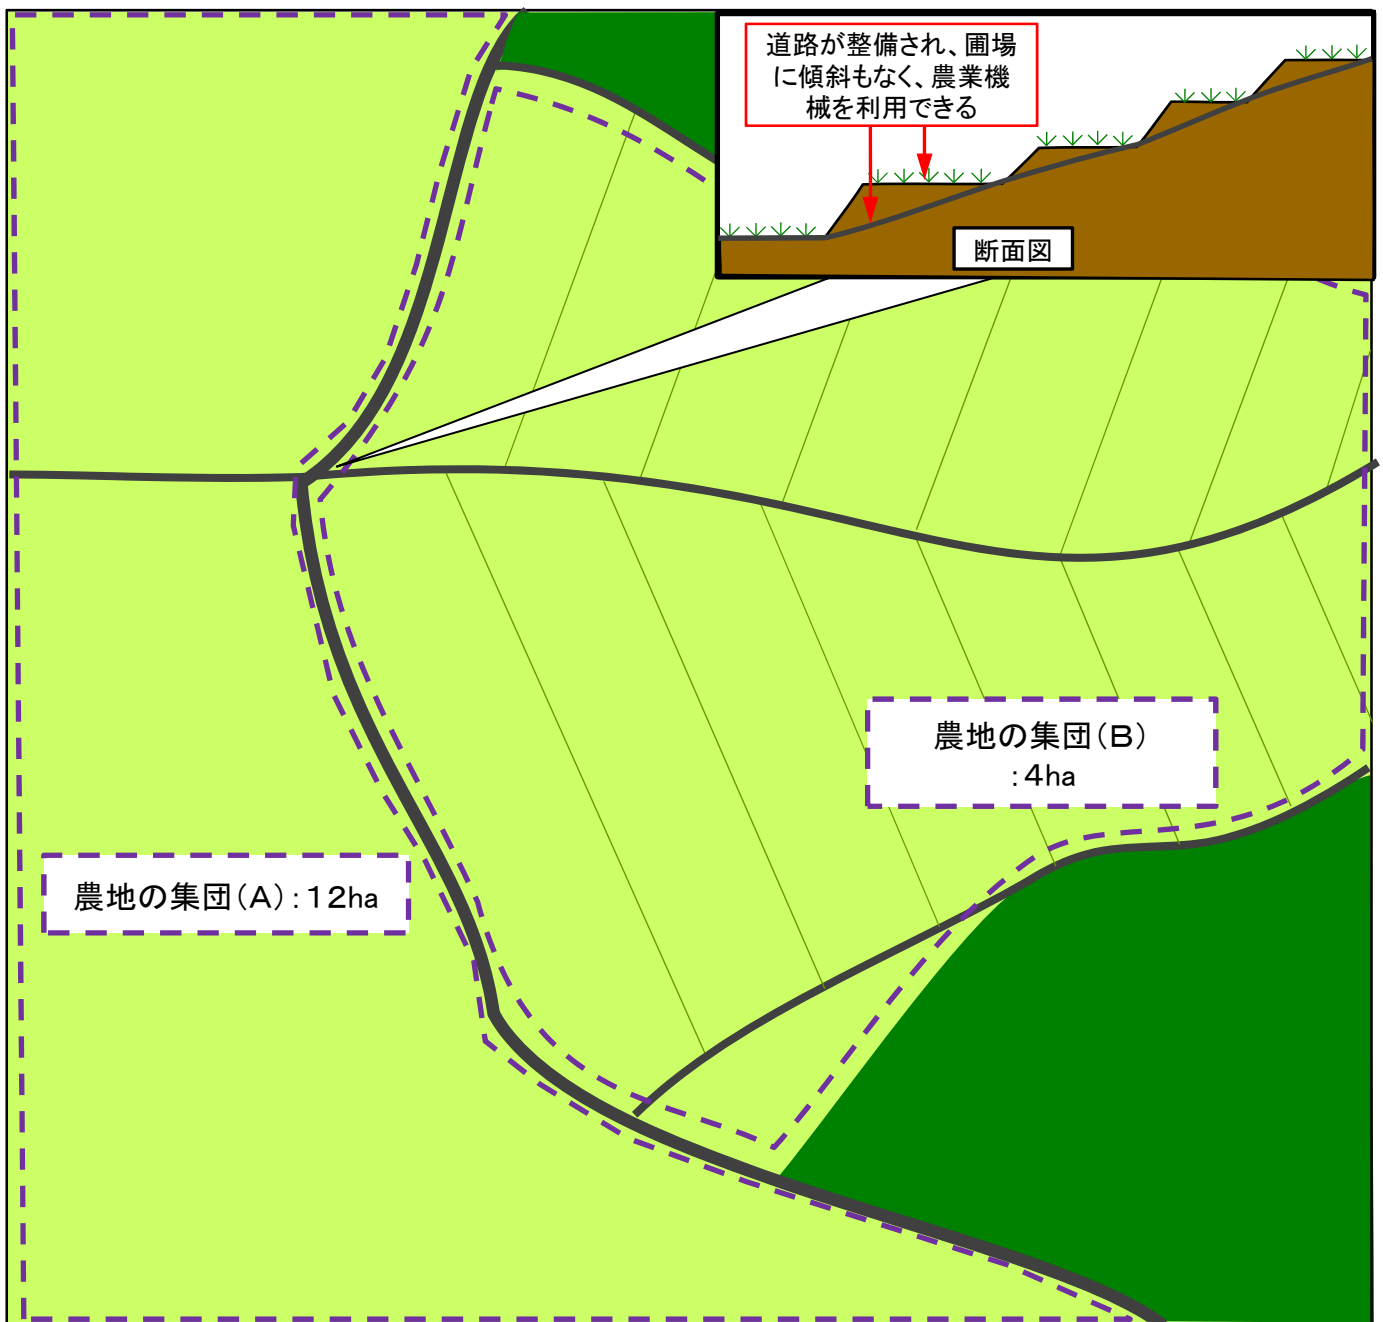 道路が整備され、圃場
に傾斜もなく、農業機
械を利用できる
断面図
農地の集団（Ｂ）
：４ha
農地の集団（Ａ）：１２ha